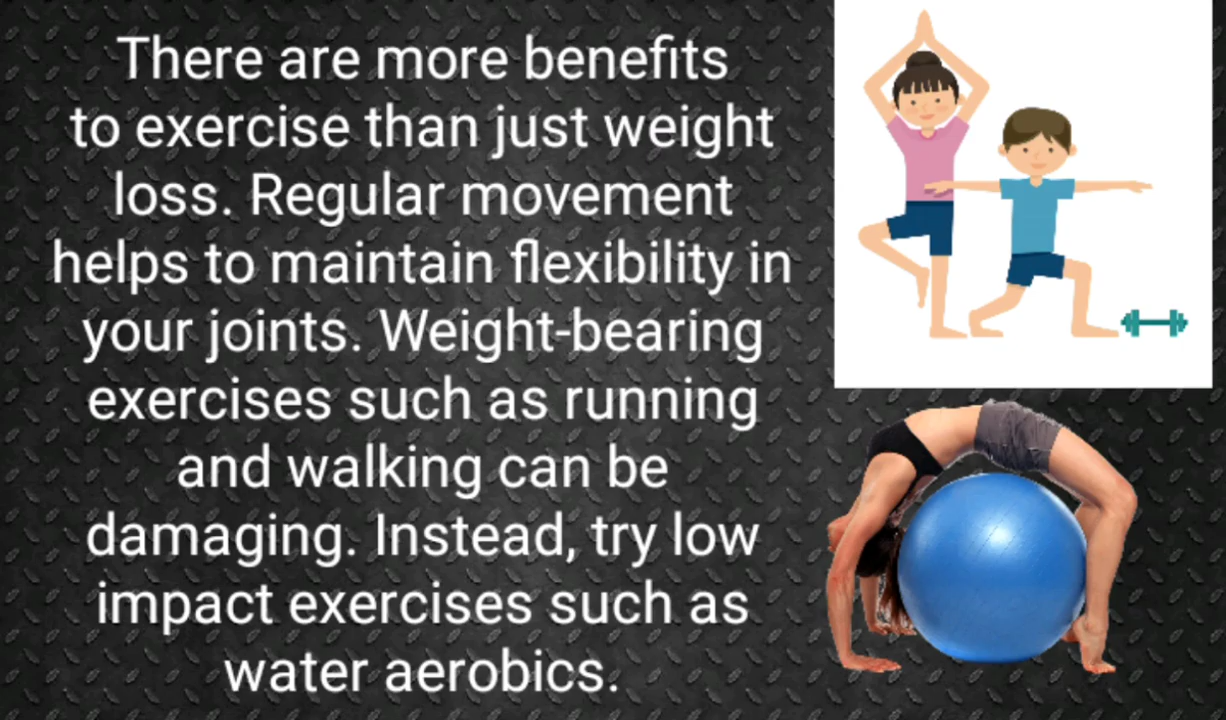 There are more benefits
to exercise than just weight
loss. Regular movement
helps to maintain flexibility in
your joints. Weight-bearing
exercises such as running
and walking can be
damaging. Instead, try low
impact exercises such as
water aerobics.